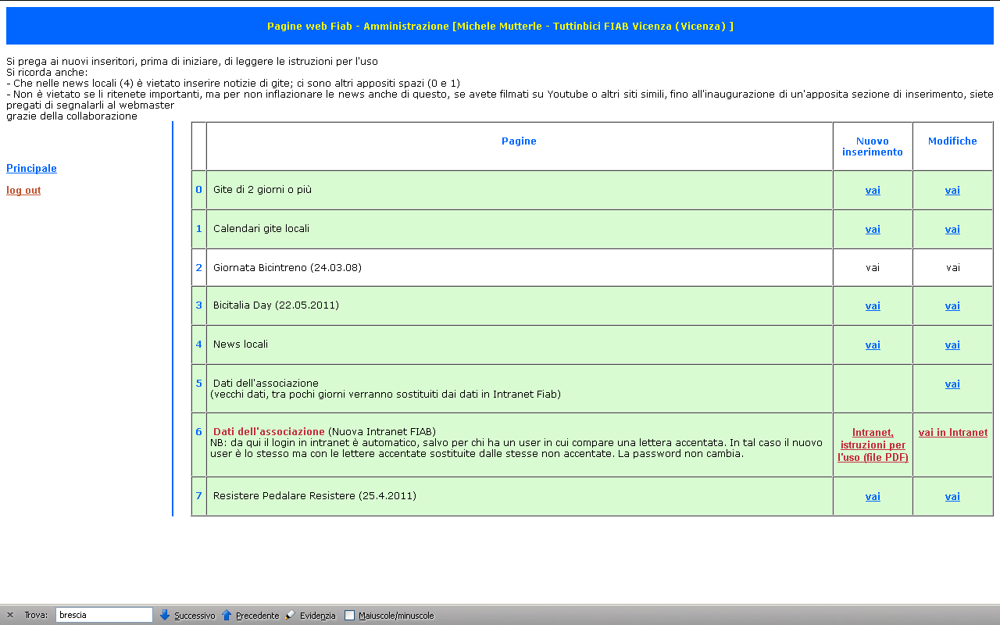 Pagine web Fiab - Amministrazione [Michele Mutterle - Tuttinbici FIAB Vicenza (Vicenza) ]
Si prega ai nuovi inseritori, prima di iniziare, di leggere le istruzioni per l'uso
Si ricorda anche:
- Che nelle news locali (4) è vietato inserire notizie di gite; ci sono altri appositi spazi (0 e 1)
- Non è vietato se li ritenete importanti, ma per non inflazionare le news anche di questo, se avete filmati su Youtube o altri siti simili, fino all'inaugurazione di un'apposita sezione di inserimento, siete
pregati di segnalarli al webmaster
grazie della collaborazione
Principale
log out
Pagine
Nuovo
inserimento
Modifiche
0 Gite di 2 giorni o più vai vai
1 Calendari gite locali vai vai
2 Giornata Bicintreno (24.03.08) vai vai
3 Bicitalia Day (22.05.2011) vai vai
4 News locali vai vai
5 Dati dell'associazione vai
(vecchi dati, tra pochi giorni verranno sostituiti dai dati in Intranet Fiab)
6 Dati dell'associazione (Nuova Intranet FIAB)
NB: da qui il login in intranet è automatico, salvo per chi ha un user in cui compare una lettera accentata. In tal caso il nuovo
user è lo stesso ma con le lettere accentate sostituite dalle stesse non accentate. La password non cambia.
Intranet,
istruzioni per
l'uso (file PDF)
vai in Intranet
7 Resistere Pedalare Resistere (25.4.2011) vai vai
Trova: brescia Successivo Precedente Evidenzia Maiuscole/minuscole